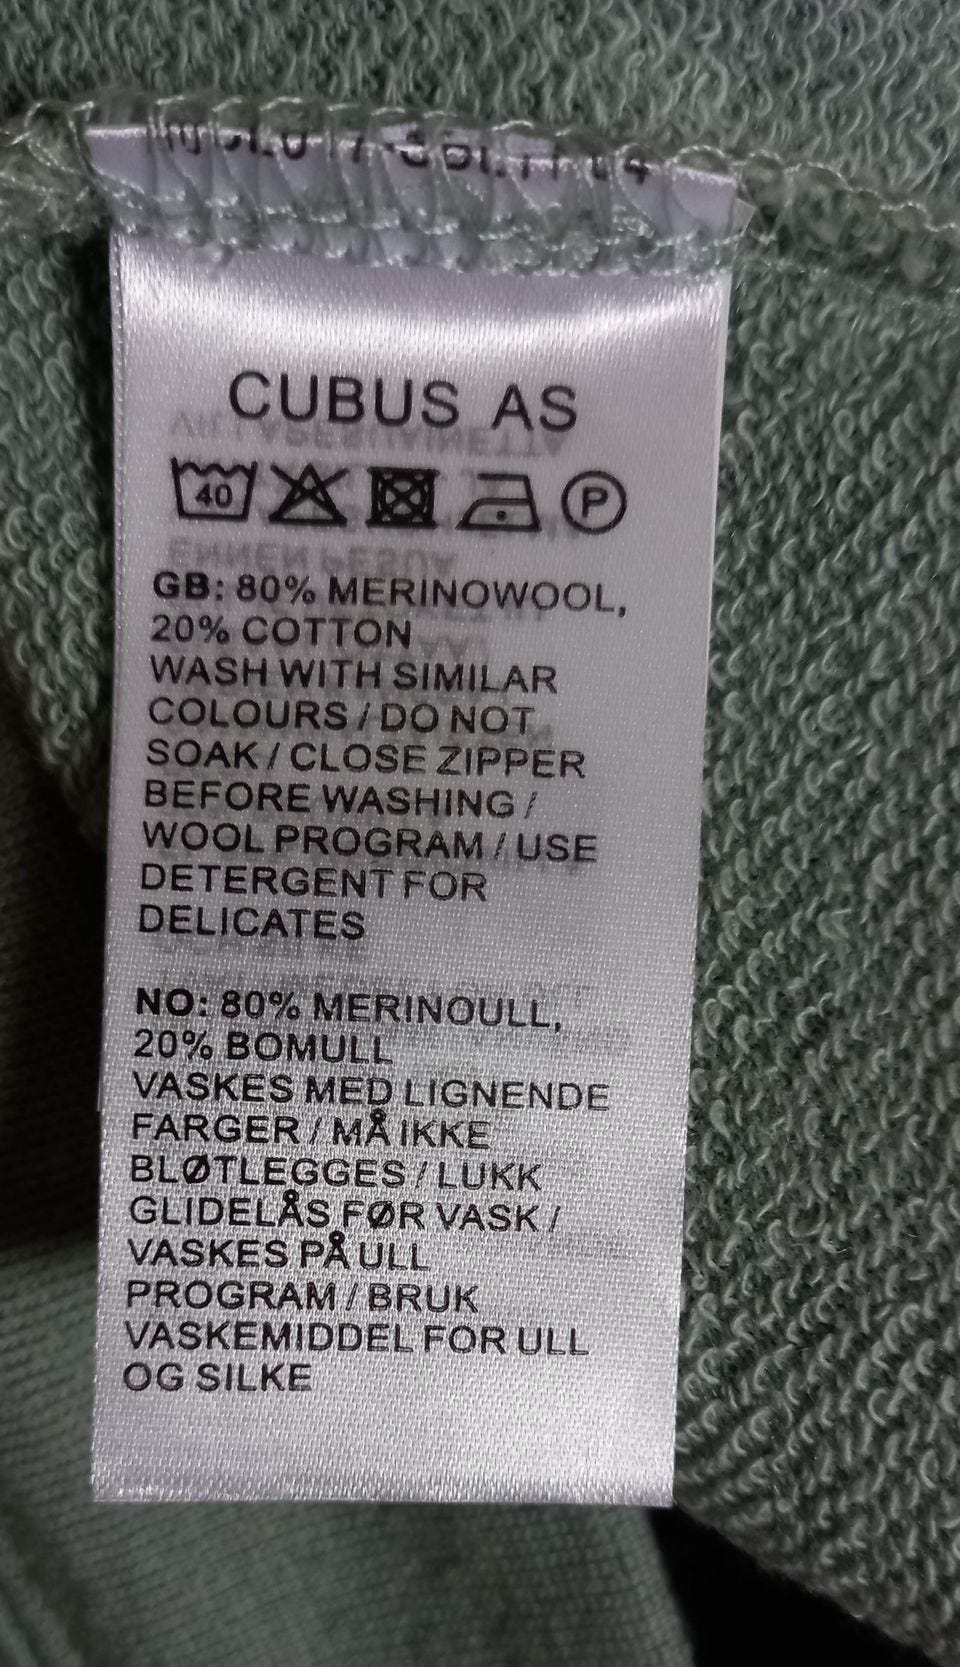 CUBUS AS
40 P
GB: 80% MERINOWOOL,
20% COTTON
WASH WITH SIMILAR
COLOURS / DO NOT
SOAK / CLOSE ZIPPER
BEFORE WASHING /
WOOL PROGRAM / USE
DETERGENT FOR
DELICATES
NO: 80% MERINOULL,
20% BOMULL
VASKES MED LIGNENDE
FARGER / MÅ IKKE
BLØTLEGGES / LUKK
GLIDELÅS FØR VASK /
VASKES PÅ ULL
PROGRAM / BRUK
VASKEMIDDEL FOR ULL
OG SILKE